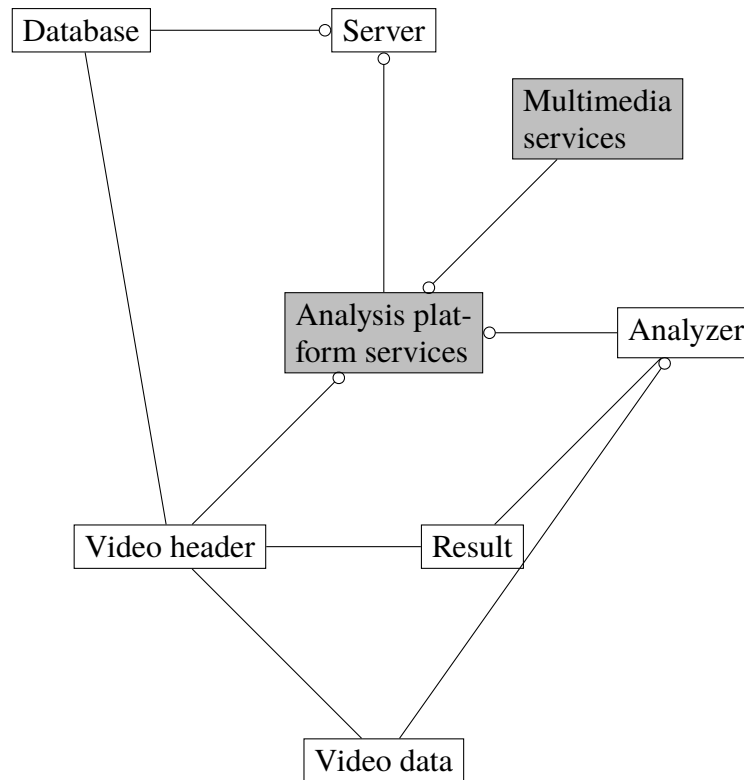 Database
Server
Multimedia
services
Analysis plat-
form services
Analyzer
Video header
Result
Video data